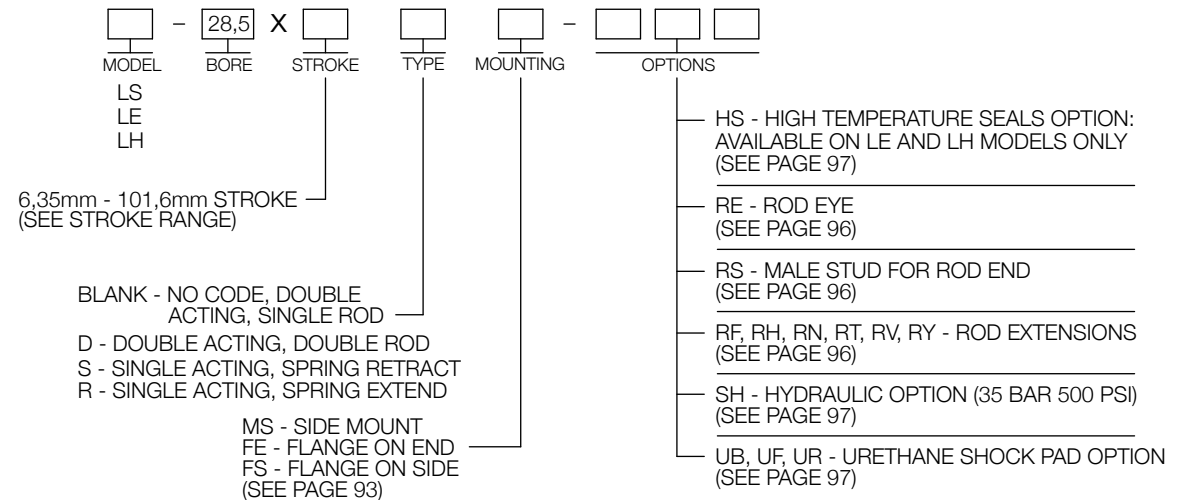 – 28,5 X –
MODEL BORE STROKE TYPE MOUNTING OPTIONS
LS
LE
LH
6,35mm - 101,6mm STROKE
(SEE STROKE RANGE)
BLANK - NO CODE, DOUBLE
ACTING, SINGLE ROD
D - DOUBLE ACTING, DOUBLE ROD
S - SINGLE ACTING, SPRING RETRACT
R - SINGLE ACTING, SPRING EXTEND
MS - SIDE MOUNT
FE - FLANGE ON END
FS - FLANGE ON SIDE
(SEE PAGE 93)
HS - HIGH TEMPERATURE SEALS OPTION:
AVAILABLE ON LE AND LH MODELS ONLY
(SEE PAGE 97)
RE - ROD EYE
(SEE PAGE 96)
RS - MALE STUD FOR ROD END
(SEE PAGE 96)
RF, RH, RN, RT, RV, RY - ROD EXTENSIONS
(SEE PAGE 96)
SH - HYDRAULIC OPTION (35 BAR 500 PSI)
(SEE PAGE 97)
UB, UF, UR - URETHANE SHOCK PAD OPTION
(SEE PAGE 97)